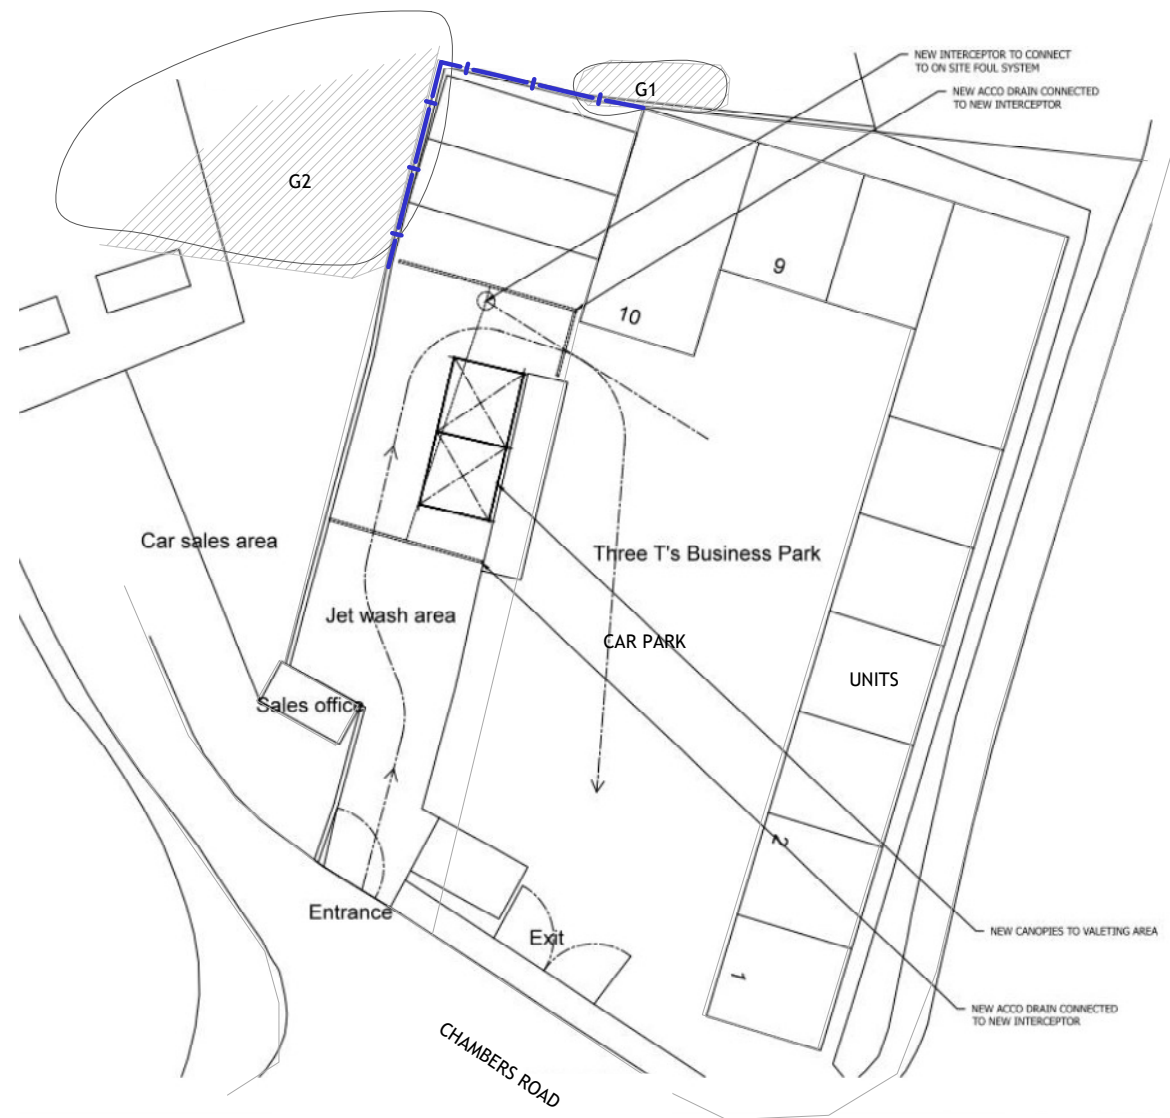 NEW INTERCEPTOR TO CONNECT
TO ON SITE FOUL SYSTEM
G1
NEW ACCO DRAIN CONNECTED
TO NEW INTERCEPTOR
G2
9
10
Car sales area
Three T's Business Park
Jet wash area
CAR PARK
UNITS
Sales office
2
Entrance
Exit
NEW CANOPIES TO VALETING AREA
1
NEW ACCO DRAIN CONNECTED
TO NEW INTERCEPTOR
CHAMBERS ROAD